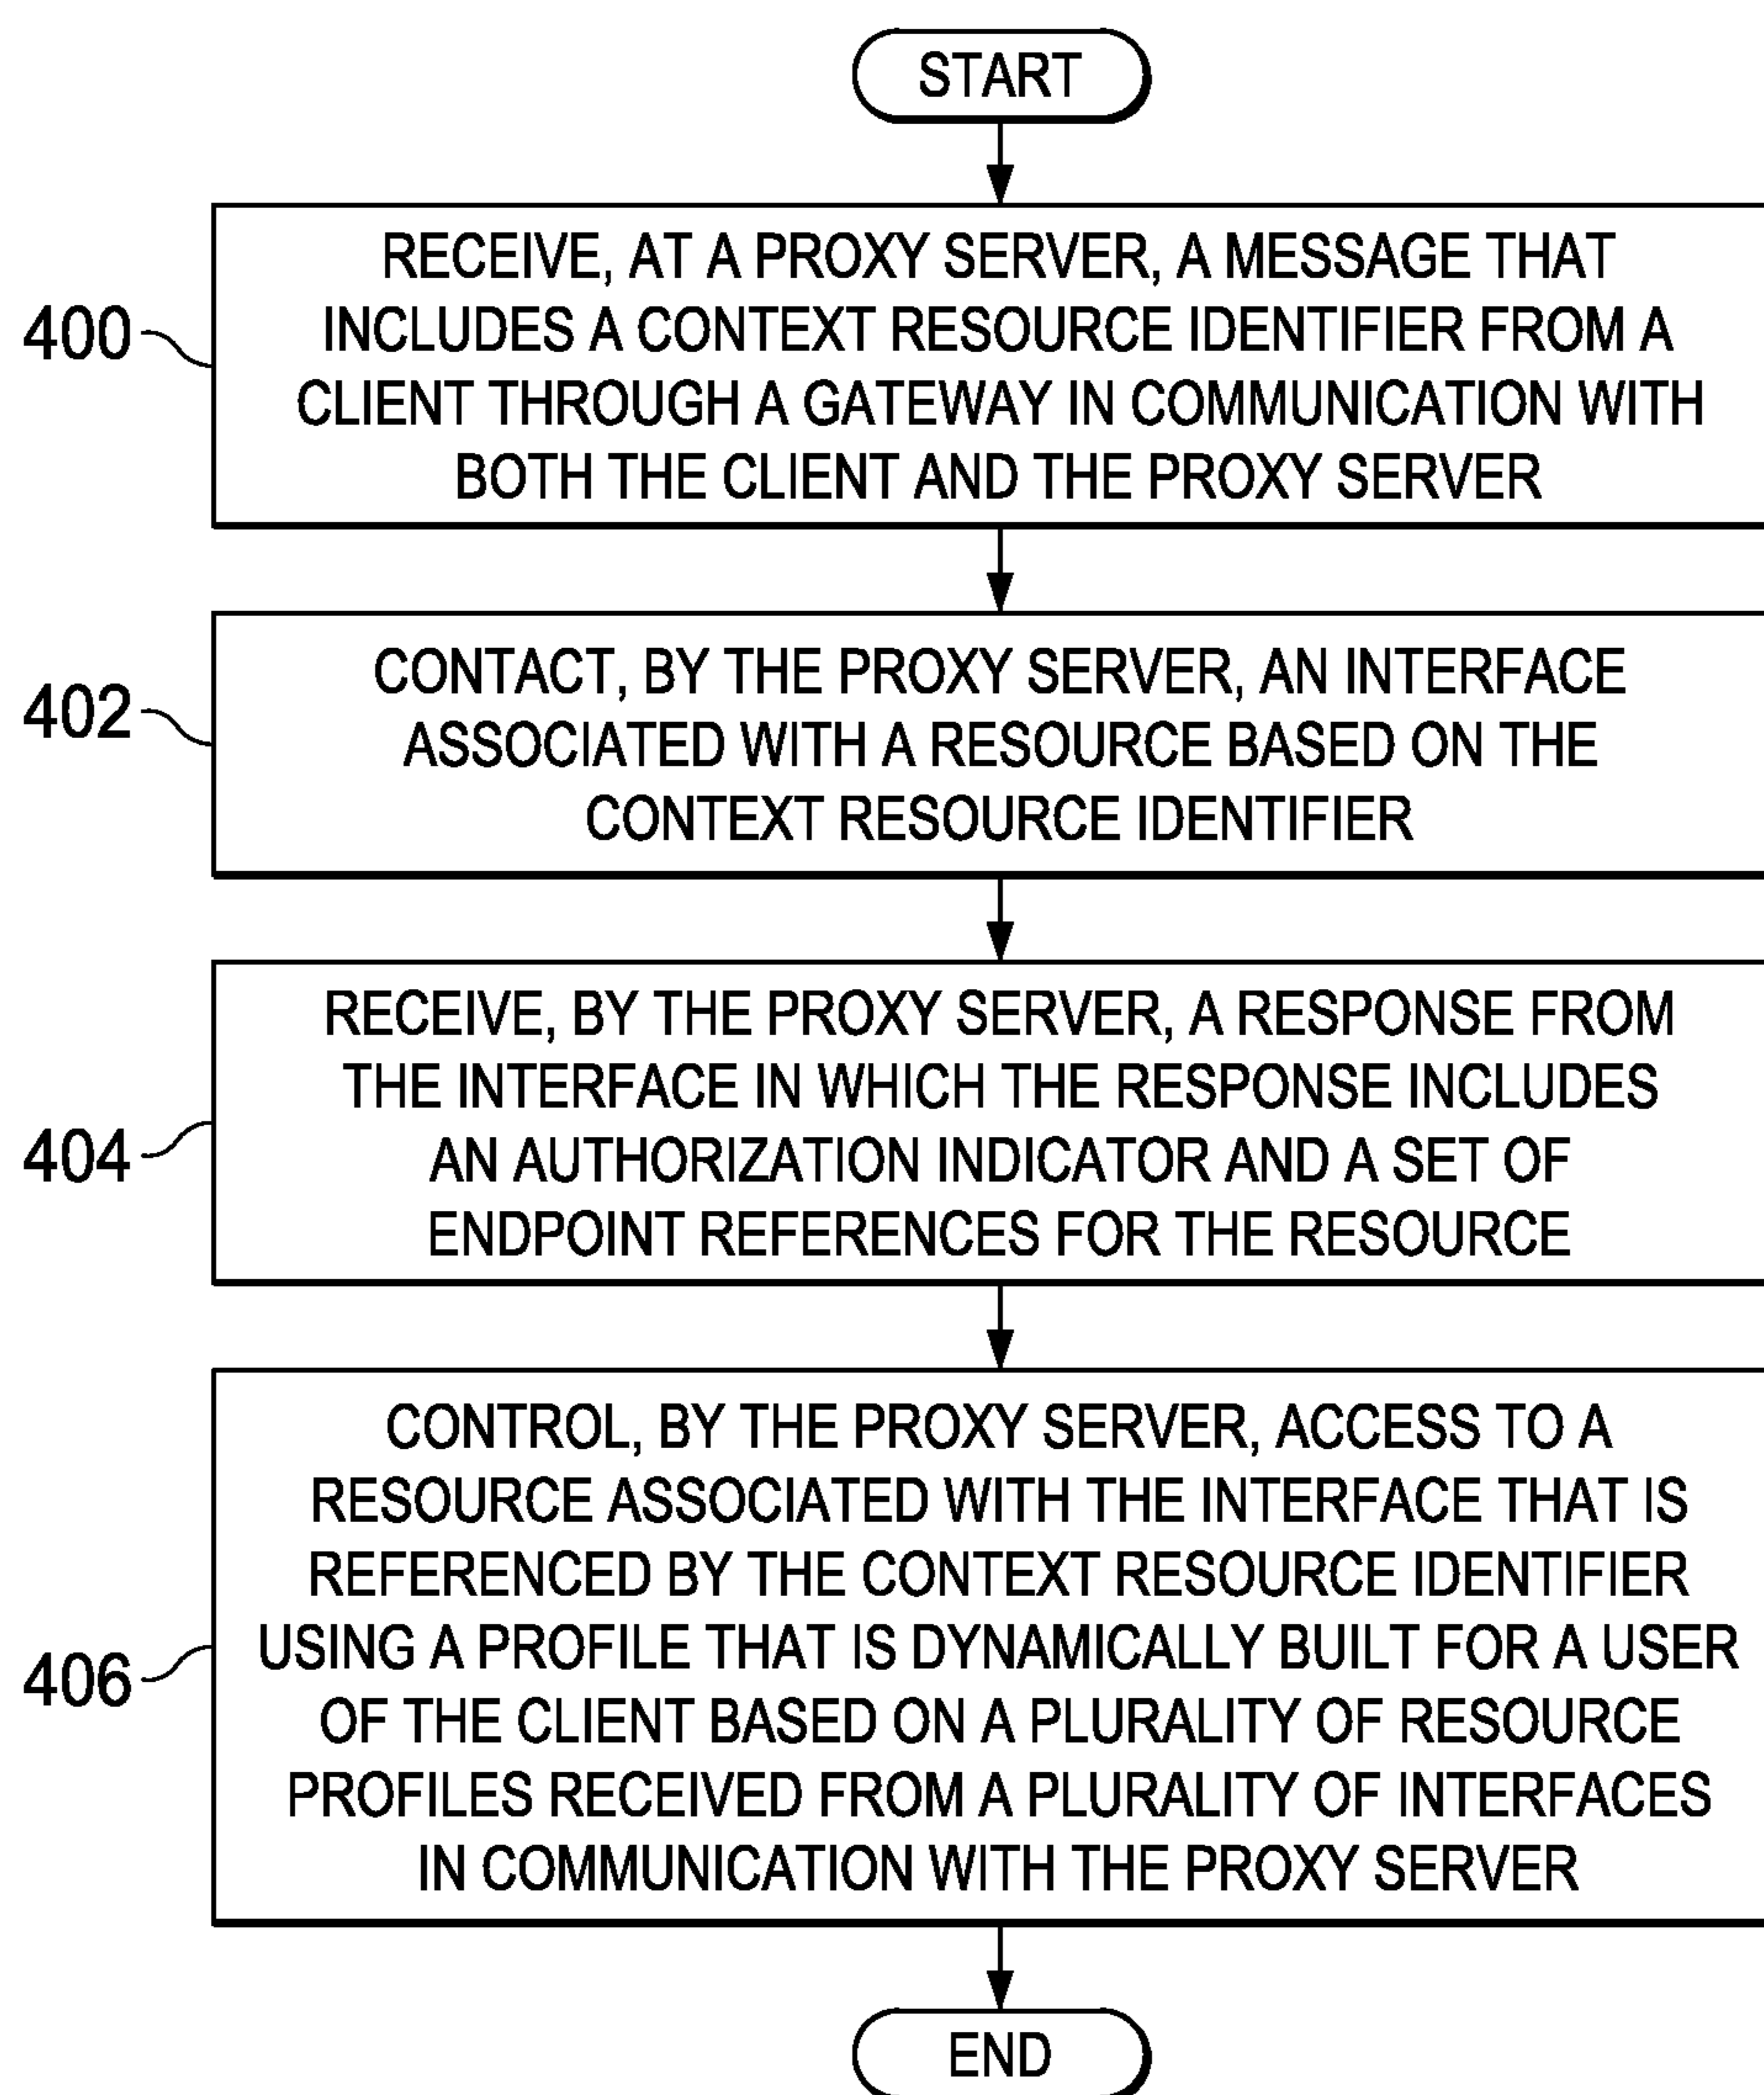 START
400
RECEIVE, AT A PROXY SERVER, A MESSAGE THAT
INCLUDES A CONTEXT RESOURCE IDENTIFIER FROM A
CLIENT THROUGH A GATEWAY IN COMMUNICATION WITH
BOTH THE CLIENT AND THE PROXY SERVER
402
CONTACT, BY THE PROXY SERVER, AN INTERFACE
ASSOCIATED WITH A RESOURCE BASED ON THE
CONTEXT RESOURCE IDENTIFIER
404
RECEIVE, BY THE PROXY SERVER, A RESPONSE FROM
THE INTERFACE IN WHICH THE RESPONSE INCLUDES
AN AUTHORIZATION INDICATOR AND A SET OF
ENDPOINT REFERENCES FOR THE RESOURCE
406
CONTROL, BY THE PROXY SERVER, ACCESS TO A
RESOURCE ASSOCIATED WITH THE INTERFACE THAT IS
REFERENCED BY THE CONTEXT RESOURCE IDENTIFIER
USING A PROFILE THAT IS DYNAMICALLY BUILT FOR A USER
OF THE CLIENT BASED ON A PLURALITY OF RESOURCE
PROFILES RECEIVED FROM A PLURALITY OF INTERFACES
IN COMMUNICATION WITH THE PROXY SERVER
END